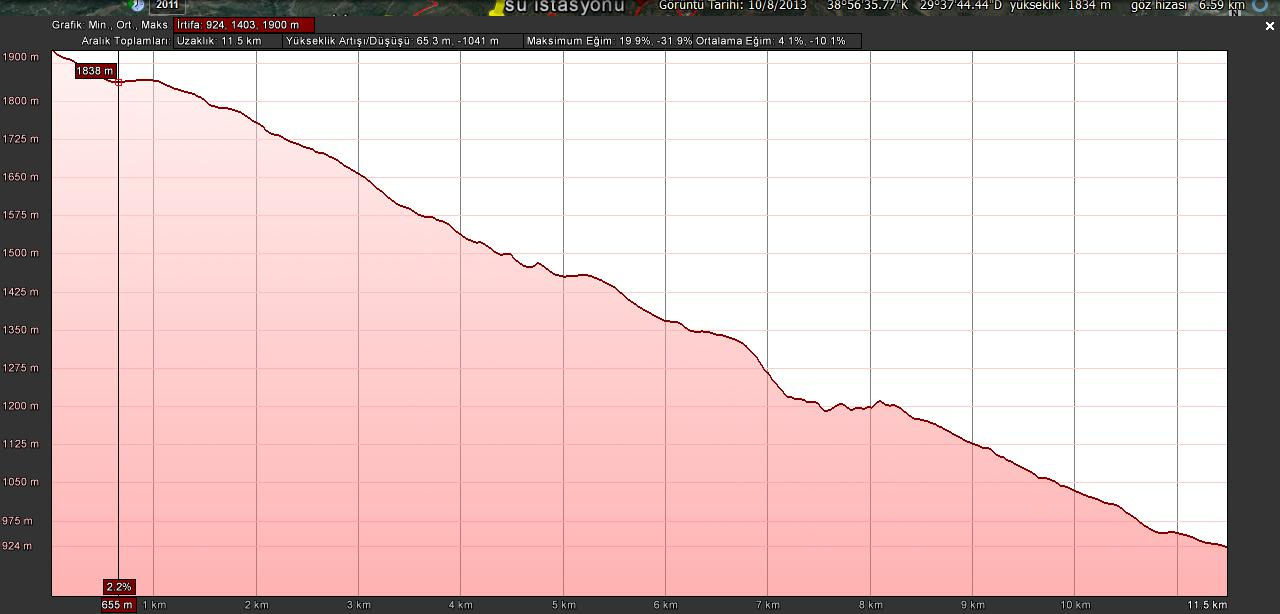 2011
su istasyonu
Görüntü Tarihi: 10/8/2013 38°56'35.77"K 29°37'44.44"D yükseklik 1834 m göz hizası 6.59 km
Grafik Min., Ort., Maks İrtifa: 924, 1403, 1900 m
Aralık Toplamları: Uzaklık: 11.5 km Yükseklik Artışı/Düşüşü: 65.3 m, -1041 m Maksimum Eğim: 19.9%, -31.9% Ortalama Eğim: 4.1%, -10.1%
1900 m
1838 m
1800 m
1725 m
1650 m
1575 m
1500 m
1425 m
1350 m
1275 m
1200 m
1125 m
1050 m
975 m
924 m
2.2%
655 m 1 km 2 km 3 km 4 km 5 km 6 km 7 km 8 km 9 km 10 km 11.5 km